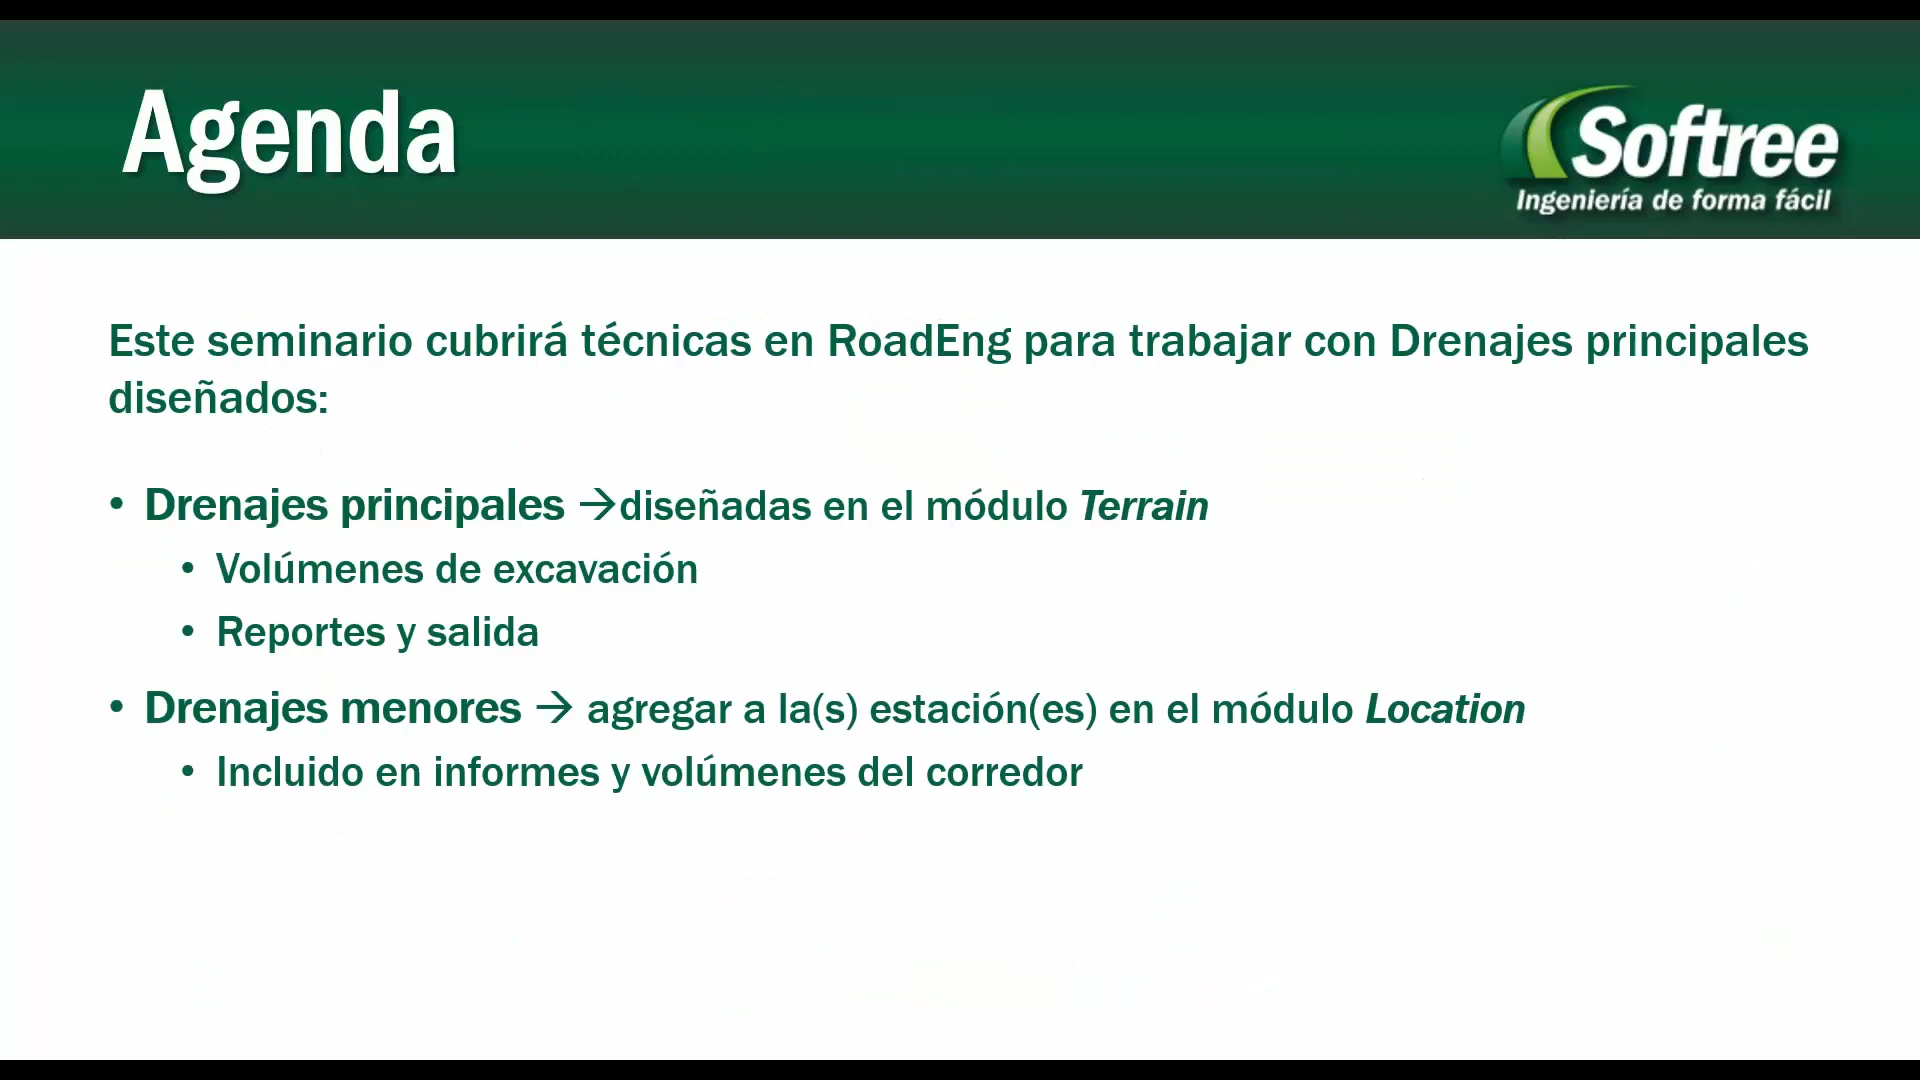 Agenda
Softree
Ingeniería de forma fácil
Este seminario cubrirá técnicas en RoadEng para trabajar con Drenajes principales
diseñados:
• Drenajes principales →diseñadas en el módulo Terrain
• Volúmenes de excavación
• Reportes y salida
• Drenajes menores → agregar a la(s) estación(es) en el módulo Location
• Incluido en informes y volúmenes del corredor